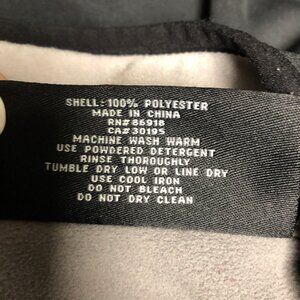 SHELL: 100% POLYESTER
MADE IN CHINA
RN#86918
CA#30195
MACHINE WASH WARM
USE POWDERED DETERGENT
RINSE THOROUGHLY
TUMBLE DRY LOW OR LINE DRY
USE COOL IRON
DO NOT BLEACH
DO NOT DRY CLEAN